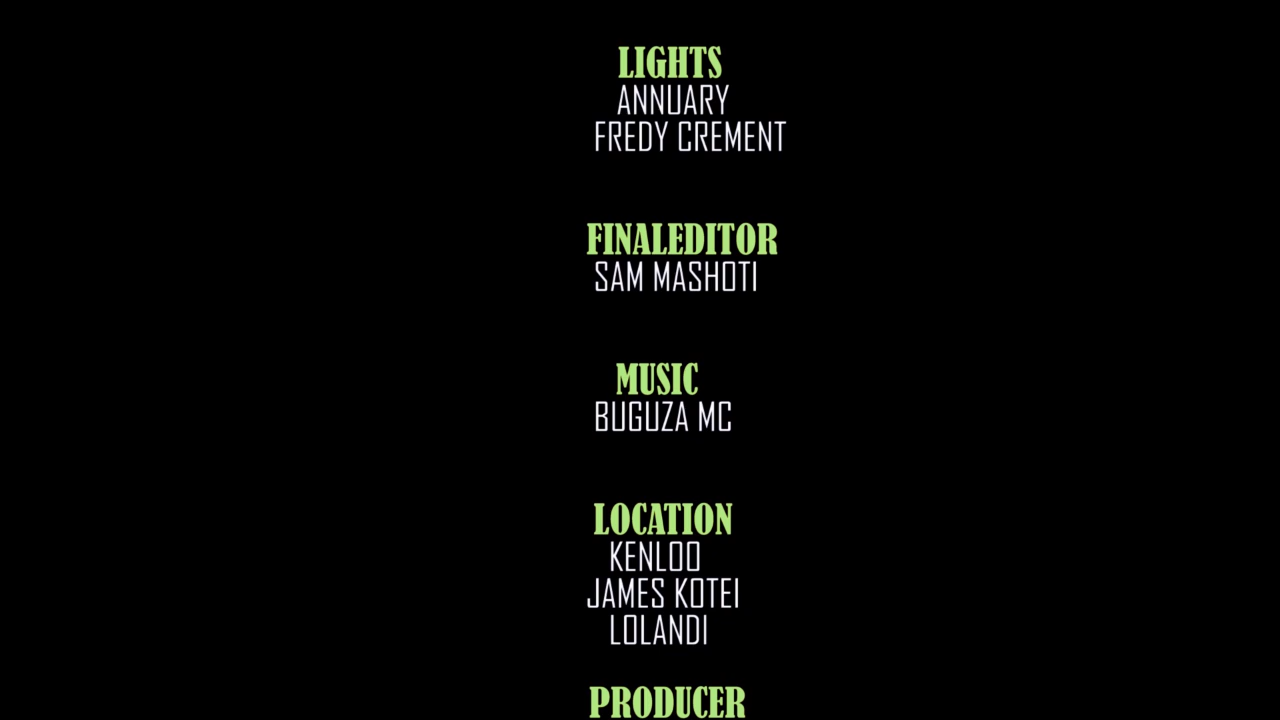 LIGHTS
ANNUARY
FREDY CREMENT
FINALEDITOR
SAM MASHOTI
MUSIC
BUGUZA MC
LOCATION
KENLOO
JAMES KOTEI
LOLANDI
PRODUCER